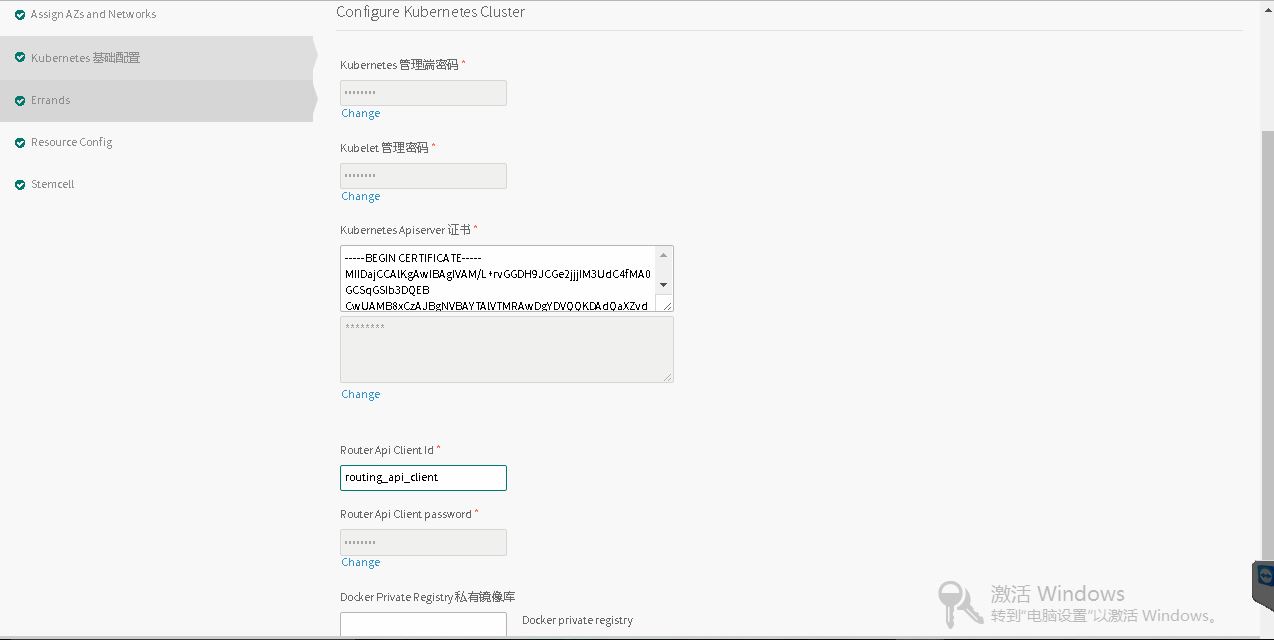 Assign AZs and Networks
Kubernetes 基础配置
Errands
Resource Config
Stemcell
Configure Kubernetes Cluster
Kubernetes 管理端密码 *
••••••••
Change
Kubelet 管理密码 *
••••••••
Change
Kubernetes Apiserver 证书 *
-----BEGIN CERTIFICATE-----
GCSqGSIb3DQEB
********
Change
Router Api Client Id *
routing_api_client
Router Api Client password *
••••••••
Change
Docker Private Registry 私有镜像库
Docker private registry
激活 Windows
转到"电脑设置"以激活 Windows。